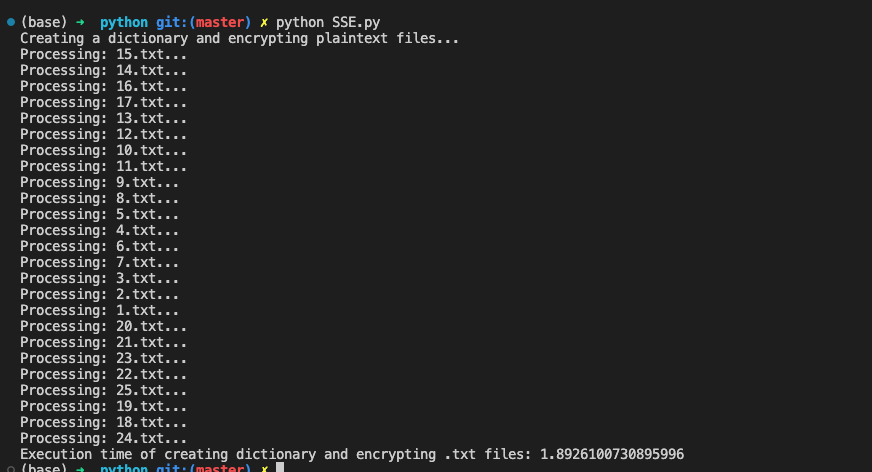 (base) ➜ python git:(master) ✗ python SSE.py
Creating a dictionary and encrypting plaintext files...
Processing: 15.txt...
Processing: 14.txt...
Processing: 16.txt...
Processing: 17.txt...
Processing: 13.txt...
Processing: 12.txt...
Processing: 10.txt...
Processing: 11.txt...
Processing: 9.txt...
Processing: 8.txt...
Processing: 5.txt...
Processing: 4.txt...
Processing: 6.txt...
Processing: 7.txt...
Processing: 3.txt...
Processing: 2.txt...
Processing: 1.txt...
Processing: 20.txt...
Processing: 21.txt...
Processing: 23.txt...
Processing: 22.txt...
Processing: 25.txt...
Processing: 19.txt...
Processing: 18.txt...
Processing: 24.txt...
Execution time of creating dictionary and encrypting .txt files: 1.8926100730895996
(base) ➜ python git:(master) ✗